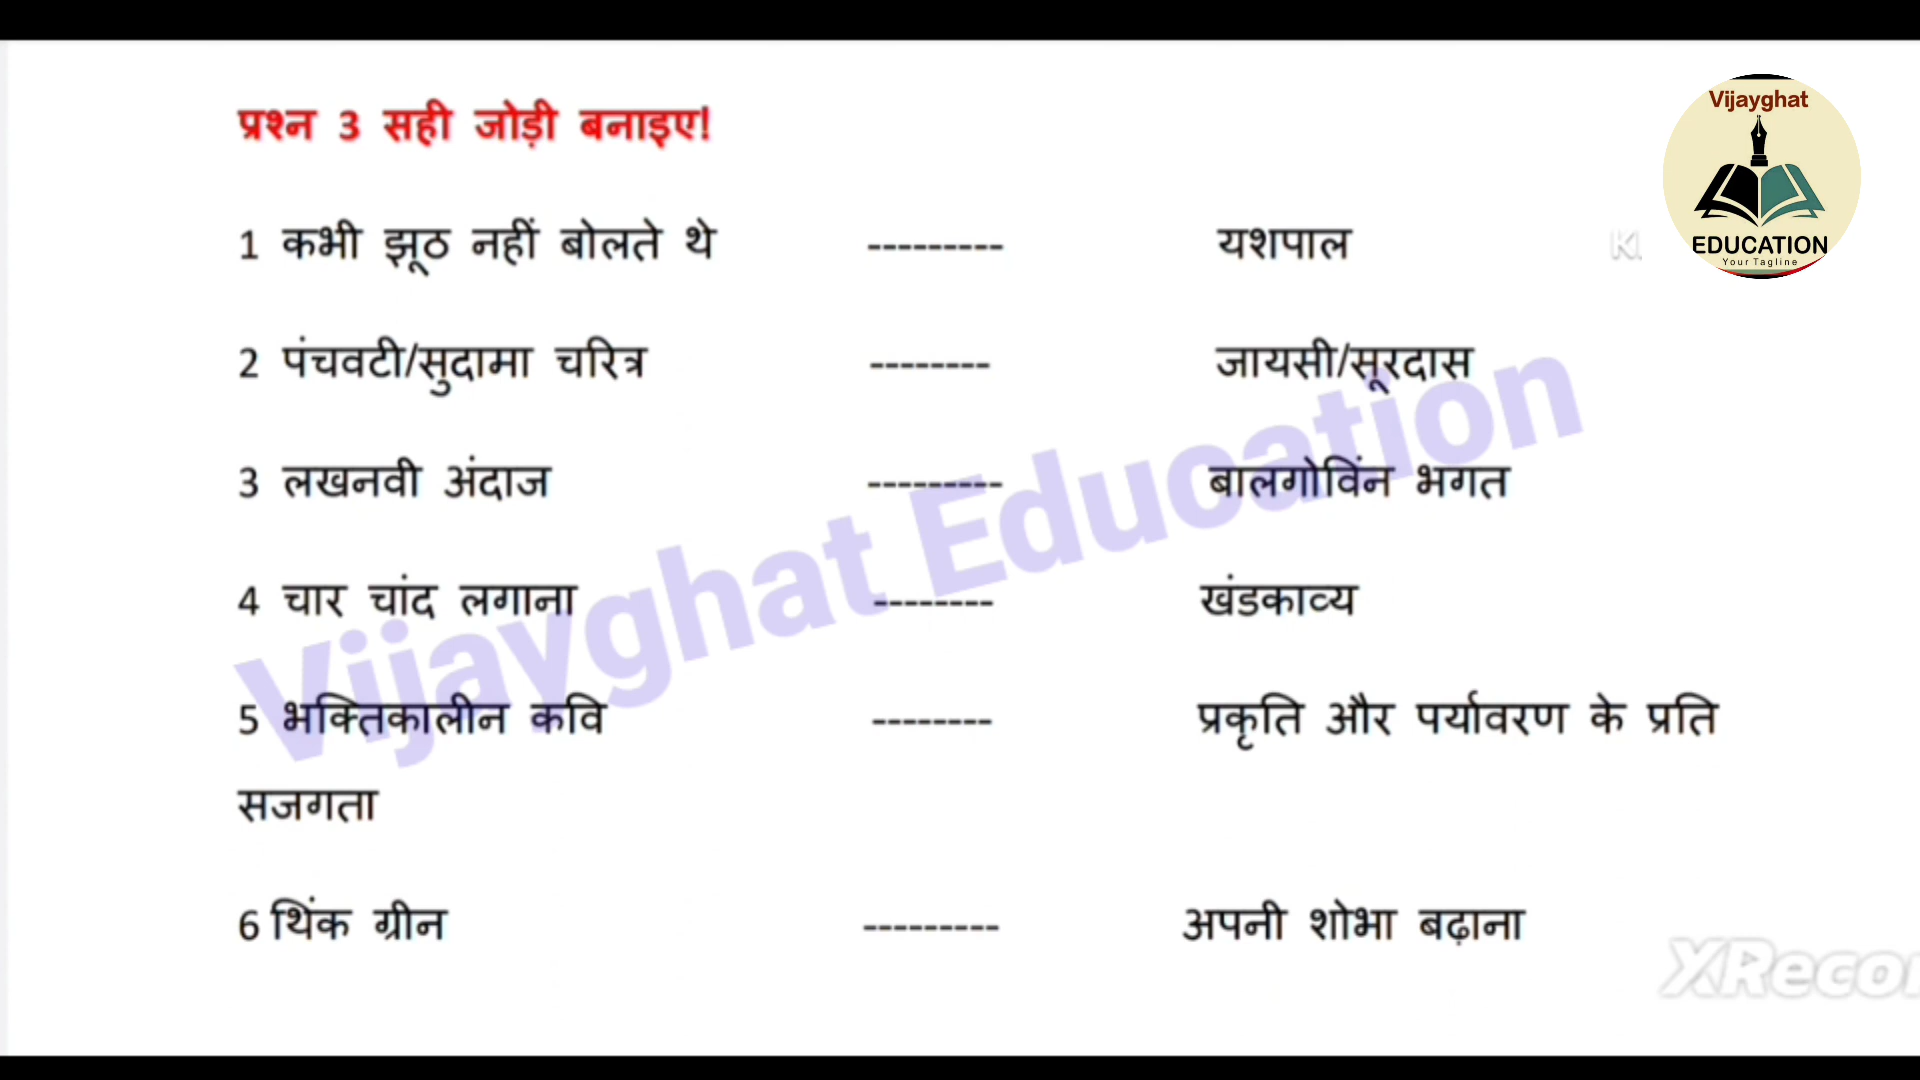 प्रश्न 3 सही जोड़ी बनाइए!
Vijayghat
EDUCATION
Your Tagline
1 कभी झूठ नहीं बोलते थे --------- यशपाल
2 पंचवटी/सुदामा चरित्र -------- जायसी/सूरदास
3 लखनवी अंदाज --------- बालगोविंन भगत
4 चार चांद लगाना -------- खंडकाव्य
5 भक्तिकालीन कवि -------- प्रकृति और पर्यावरण के प्रति
सजगता
6 थिंक ग्रीन --------- अपनी शोभा बढ़ाना
Vijayghat Education